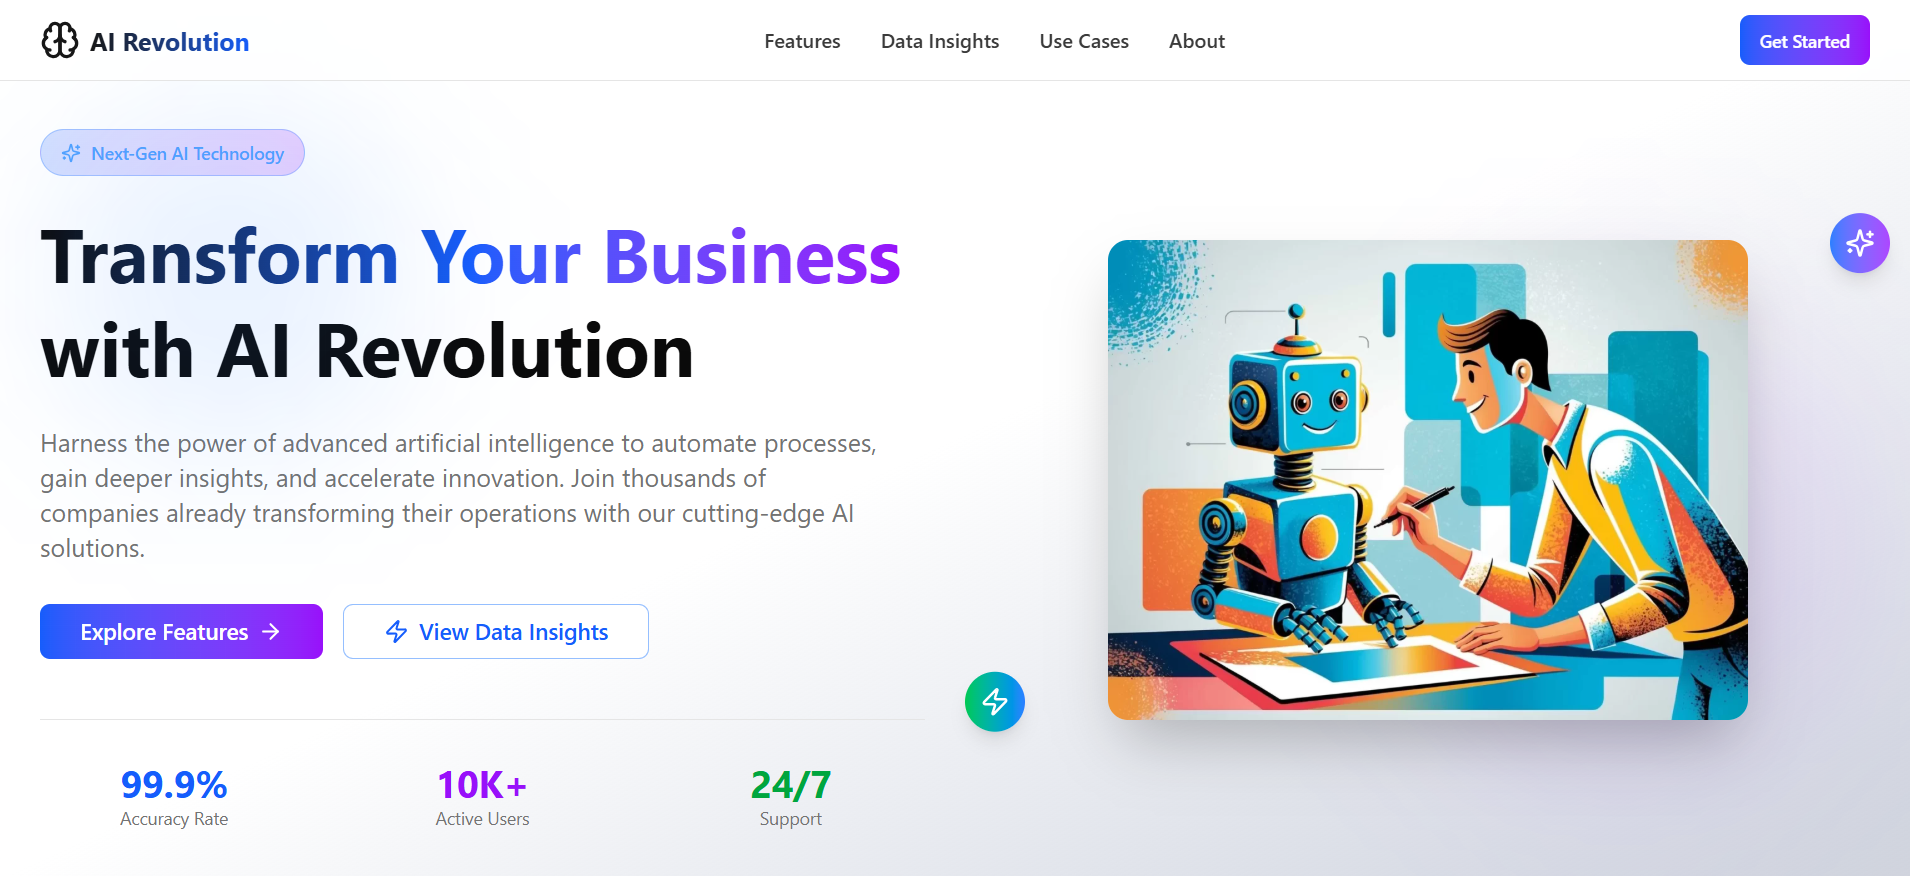 AI Revolution
Features
Data Insights
Use Cases
About
Get Started
Next-Gen AI Technology
Transform Your Business
with AI Revolution
Harness the power of advanced artificial intelligence to automate processes,
gain deeper insights, and accelerate innovation. Join thousands of
companies already transforming their operations with our cutting-edge AI
solutions.
Explore Features
View Data Insights
99.9%
Accuracy Rate
10K+
Active Users
24/7
Support